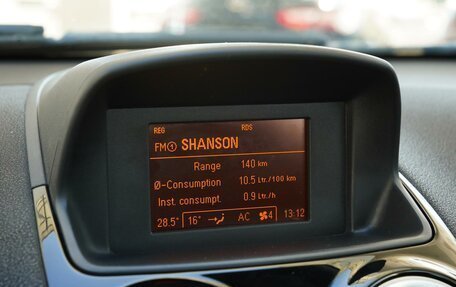 REG RDS
FM1 SHANSON
Range 140 km
Ø-Consumption 10.5 Ltr./100 km
Inst. consumpt. 0.9 Ltr./h
28.5° 16° AC 4 13:12